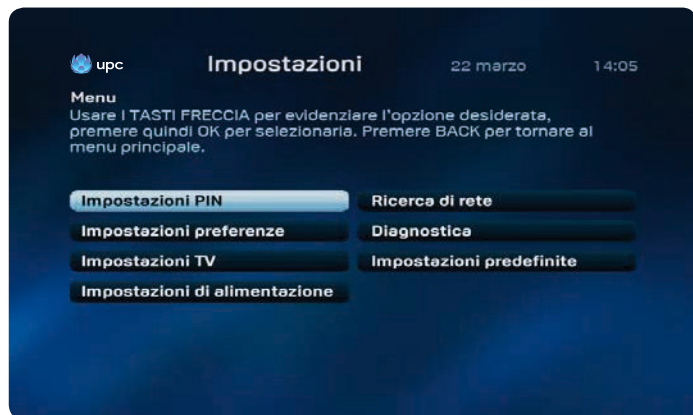 upc Impostazioni 22 marzo 14:05
Menu
Usare I TASTI FRECCIA per evidenziare l'opzione desiderata,
premere quindi OK per selezionaria. Premere BACK per tornare al
menu principale.
Impostazioni PIN Ricerca di rete
Impostazioni preferenze Diagnostica
Impostazioni TV Impostazioni predefinite
Impostazioni di alimentazione